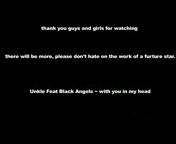 thank you guys and girls for watching
there will be more, please don't hate on the work of a furture star.
Unkle Feat Black Angels ~ with you in my head